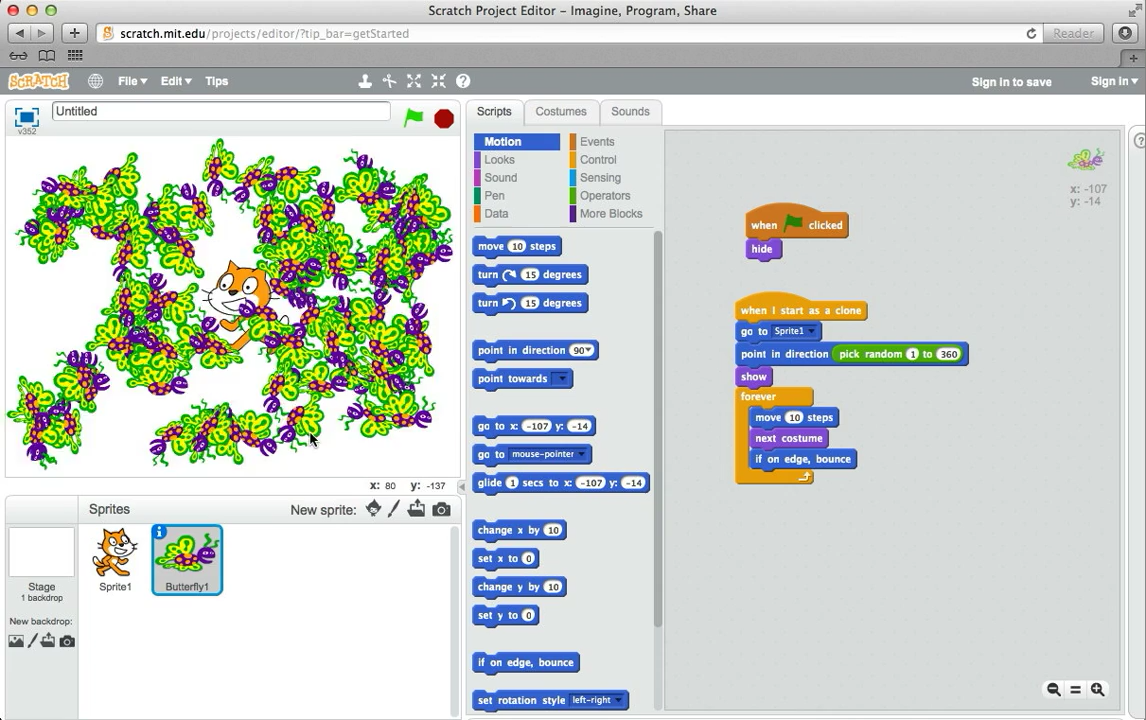 Scratch Project Editor – Imagine, Program, Share
scratch.mit.edu/projects/editor/?tip_bar=getStarted
Reader
SCRATCH
File
Edit
Tips
Sign in to save
Sign in
v352
Untitled
Scripts
Costumes
Sounds
Motion
Looks
Sound
Pen
Data
Events
Control
Sensing
Operators
More Blocks
move 10 steps
turn 15 degrees
turn 15 degrees
point in direction 90
point towards
go to x: -107 y: -14
go to mouse-pointer
glide 1 secs to x: -107 y: -14
change x by 10
set x to 0
change y by 10
set y to 0
if on edge, bounce
set rotation style left-right
x: -107
y: -14
when clicked
hide
when I start as a clone
go to Sprite1
point in direction pick random 1 to 360
show
forever
move 10 steps
next costume
if on edge, bounce
x: 80 y: -137
Sprites
New sprite:
Stage
1 backdrop
New backdrop:
Sprite1
Butterfly1